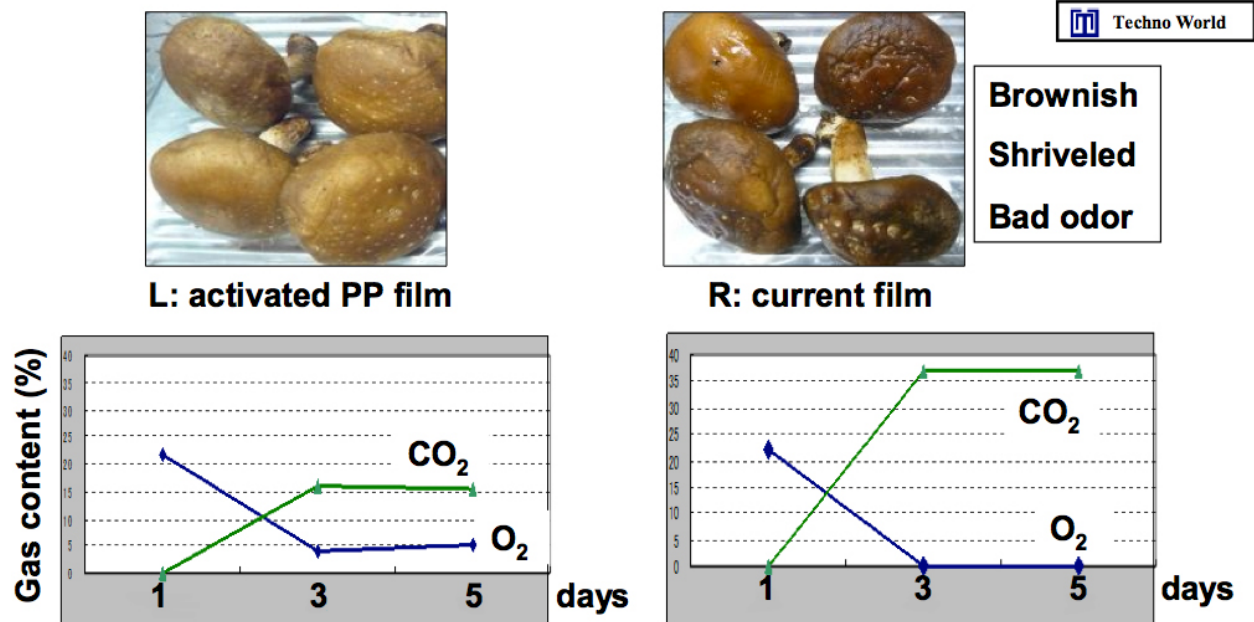 Techno World
Brownish
Shriveled
Bad odor
L: activated PP film
R: current film
Gas content (%)
40
35
30
25
20
15
10
5
0
CO2
O2
1 3 5 days
40
35
30
25
20
15
10
5
0
CO2
O2
1 3 5 days